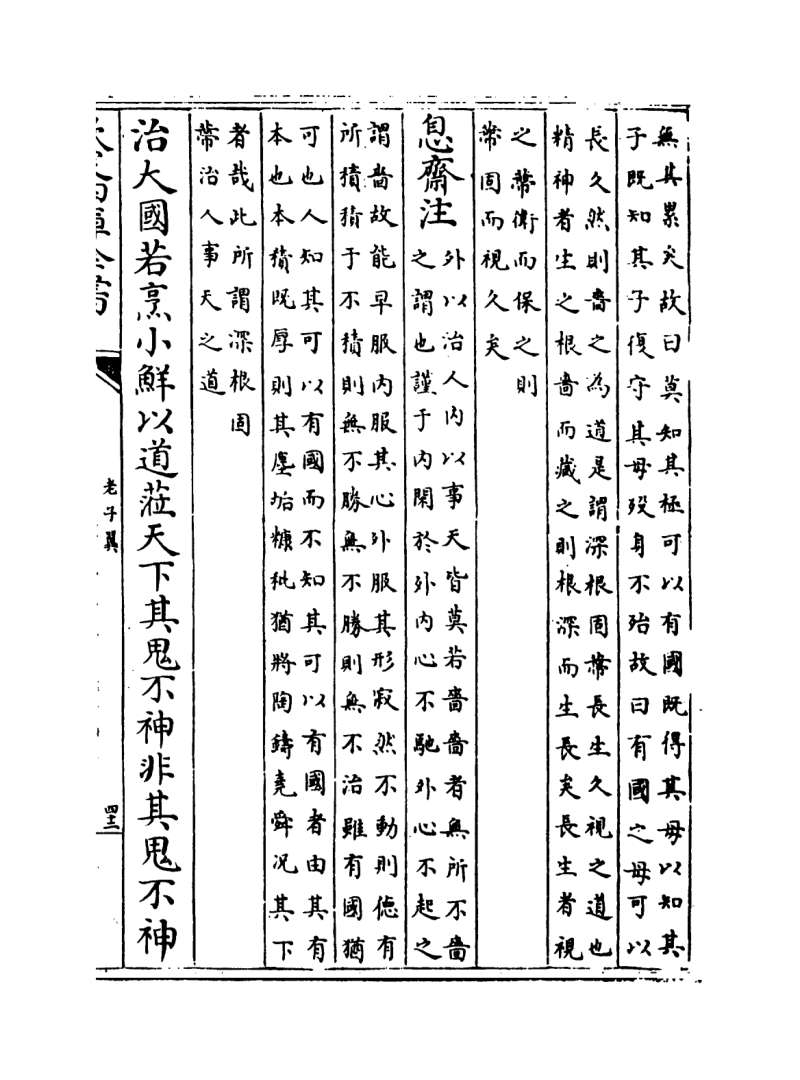 無其累矣故曰莫知其極可以有國既得其母以知其
子既知其子復守其母歿身不殆故曰有國之母可以
長久然則嗇之為道是謂深根固蔕長生久視之道也
精神者生之根嗇而藏之則根深而生長矣長生者視
之蔕衛而保之則
蔕固而視久矣
息齋注
外以治人内以事天皆莫若嗇嗇者無所不嗇
之謂也謹于内閑於外内心不馳外心不起之
謂嗇故能早服内服其心外服其形寂然不動則徳有
所積積于不積則無不勝無不勝則無不治雖有國猶
可也人知其可以有國而不知其可以有國者由其有
本也本積既厚則其塵垢糠秕猶將陶鑄堯舜況其下
者哉此所謂深根固
蔕治人事天之道
治大國若烹小鮮以道莅天下其鬼不神非其鬼不神
老子翼
四十三